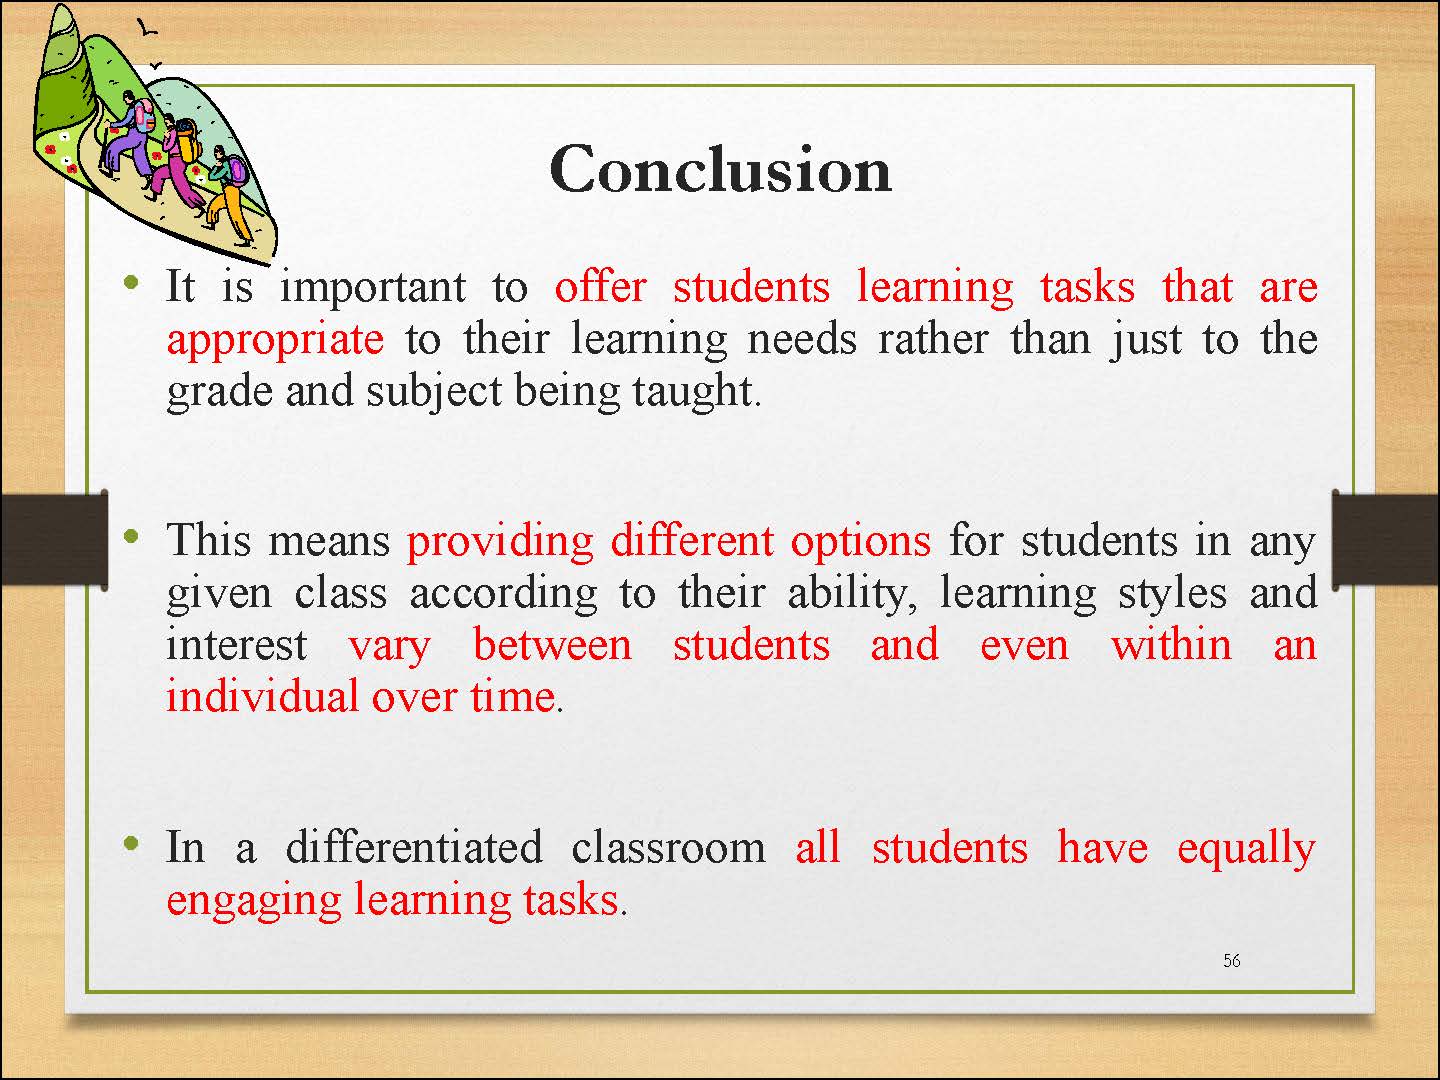 Conclusion
• It is important to offer students learning tasks that are
appropriate to their learning needs rather than just to the
grade and subject being taught.
• This means providing different options for students in any
given class according to their ability, learning styles and
interest vary between students and even within an
individual over time.
• In a differentiated classroom all students have equally
engaging learning tasks.
56